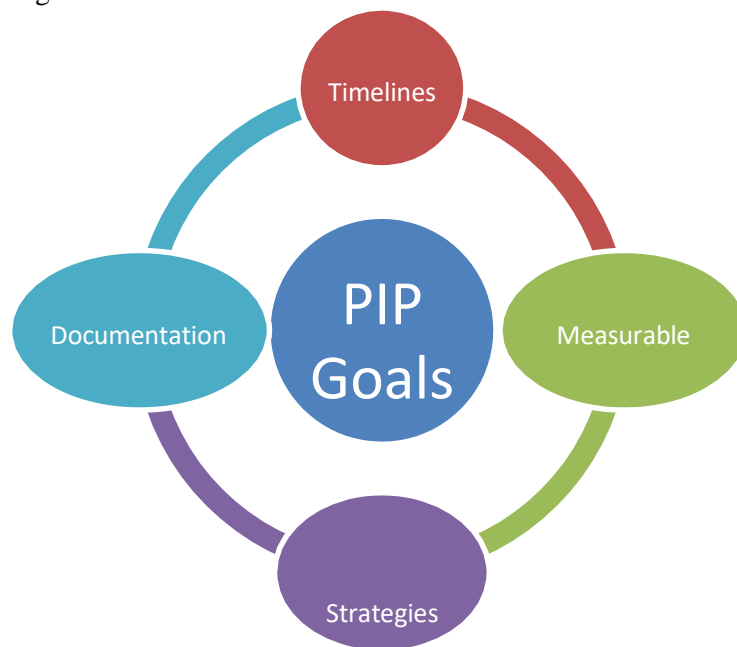 Timelines
PIP
Goals
Documentation
Measurable
Strategies